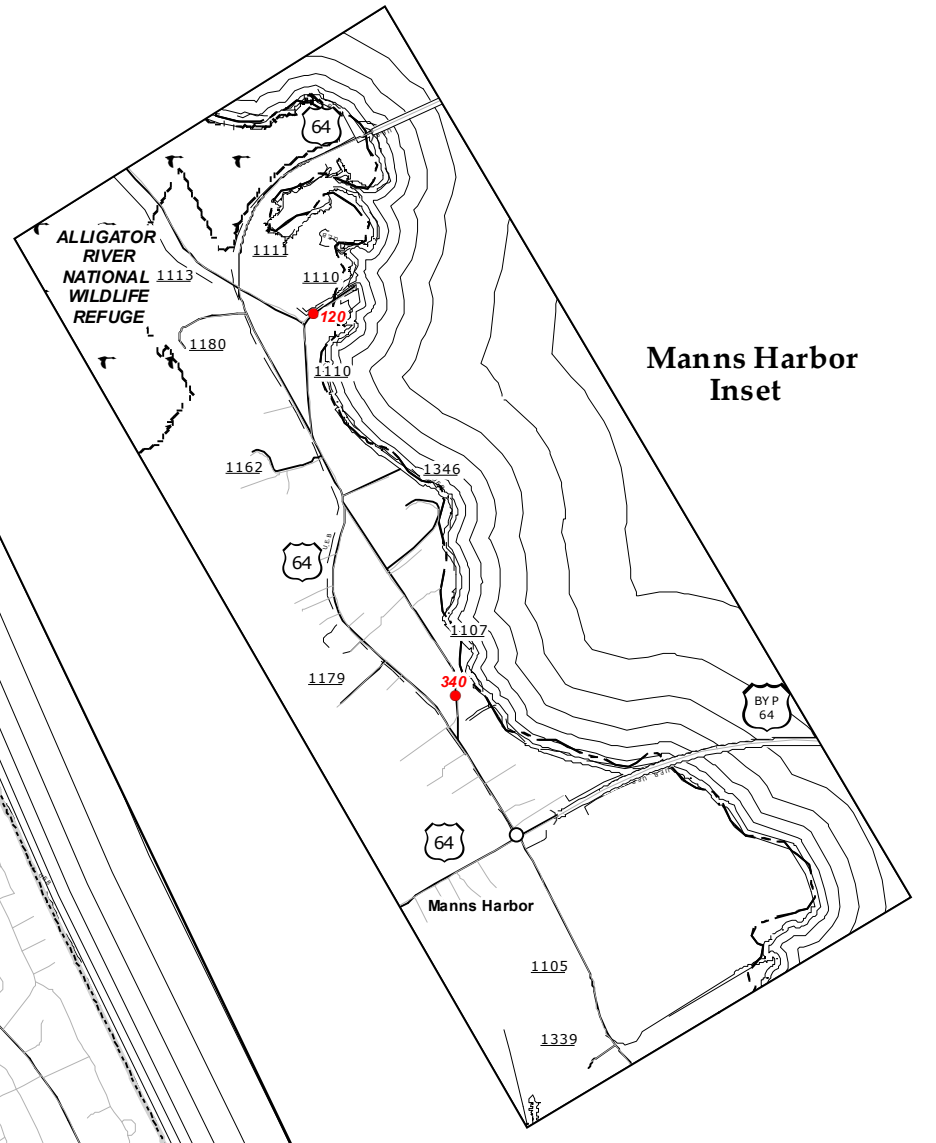 64
ALLIGATOR
RIVER
NATIONAL
WILDLIFE
REFUGE
1113
1111
1110
120
1180
1110
Manns Harbor
Inset
1162
1346
64
1107
1179
340
BYP
64
64
Manns Harbor
1105
1339